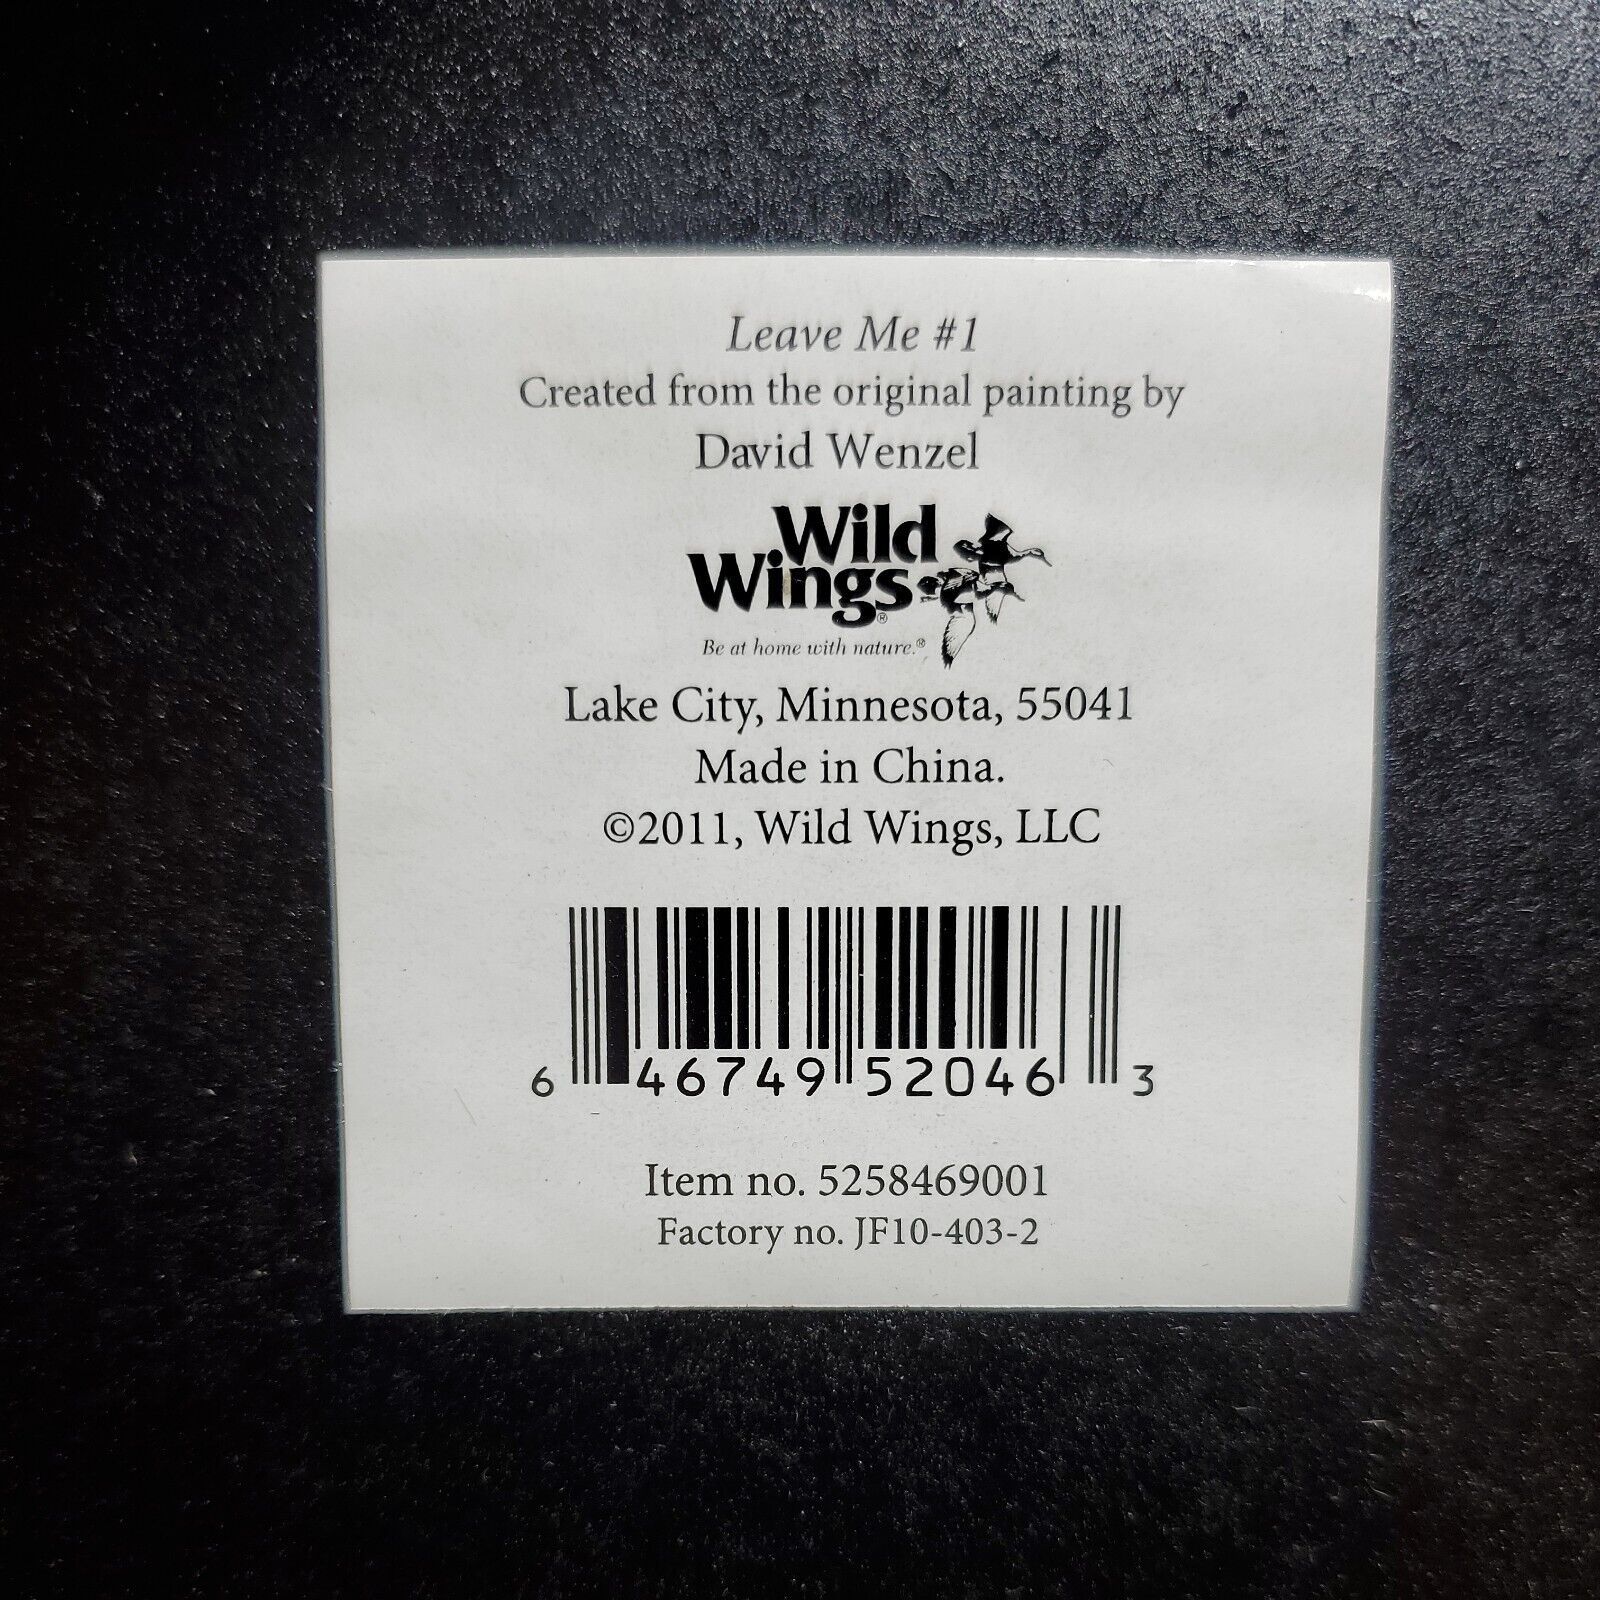 Leave Me #1
Created from the original painting by
David Wenzel
Wild
Wings®
Be at home with nature.®
Lake City, Minnesota, 55041
Made in China.
©2011, Wild Wings, LLC
6 46749 52046 3
Item no. 5258469001
Factory no. JF10-403-2